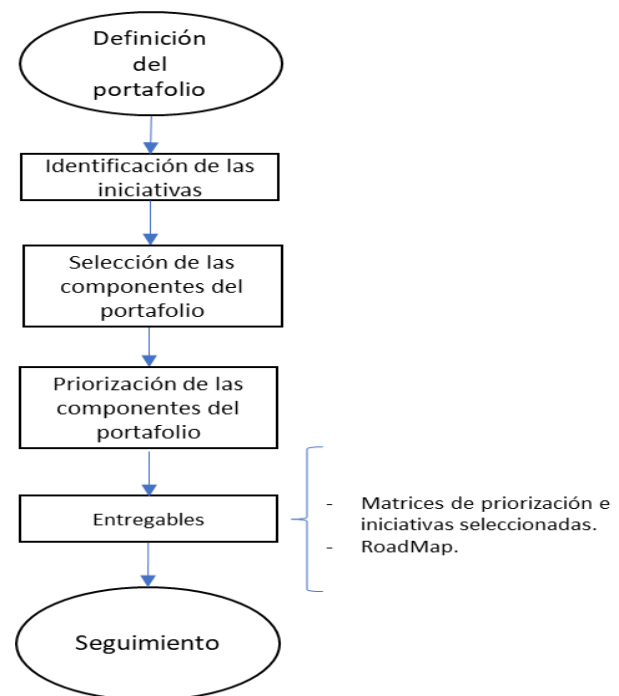 Definición
del
portafolio
Identificación de las
iniciativas
Selección de las
componentes del
portafolio
Priorización de las
componentes del
portafolio
Entregables
- Matrices de priorización e
iniciativas seleccionadas.
- RoadMap.
Seguimiento